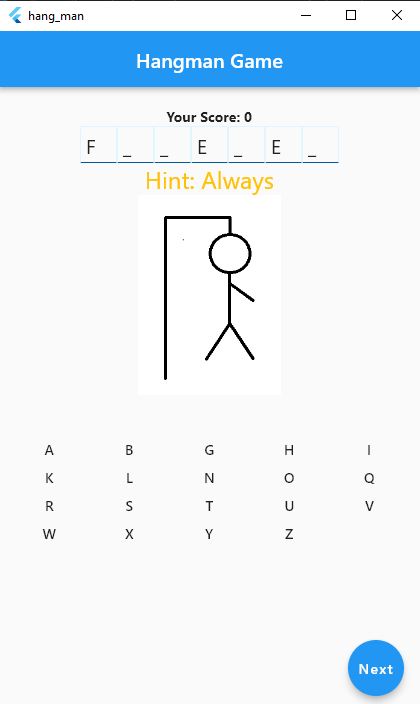 hang_man
Hangman Game
Your Score: 0
F _ _ E _ E _
Hint: Always
A B G H I
K L N O Q
R S T U V
W X Y Z
Next